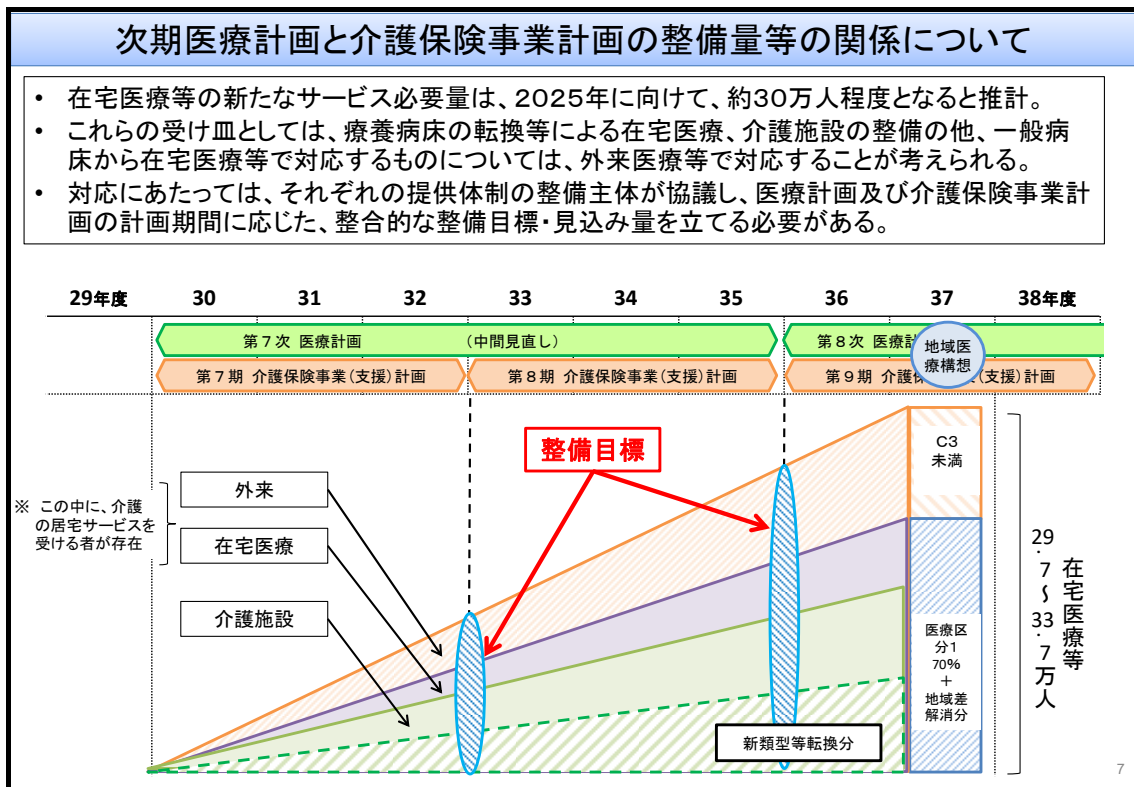 次期医療計画と介護保険事業計画の整備量等の関係について
• 在宅医療等の新たなサービス必要量は、2025年に向けて、約30万人程度となると推計。
• これらの受け皿としては、療養病床の転換等による在宅医療、介護施設の整備の他、一般病
床から在宅医療等で対応するものについては、外来医療等で対応することが考えられる。
• 対応にあたっては、それぞれの提供体制の整備主体が協議し、医療計画及び介護保険事業計
画の計画期間に応じた、整合的な整備目標・見込み量を立てる必要がある。
29年度 30 31 32 33 34 35 36 37 38年度
第7次 医療計画 (中間見直し) 第8次 医療計
地域医
療構想
第7期 介護保険事業(支援)計画 第8期 介護保険事業(支援)計画 第9期 介護保 (支援)計画
整備目標
C3
未満
外来
※ この中に、介護
の居宅サービスを
受ける者が存在
在宅医療
介護施設
医療区
分1
70%
+
地域差
解消分
新類型等転換分
在宅医療等
29.7~33.7万人
7